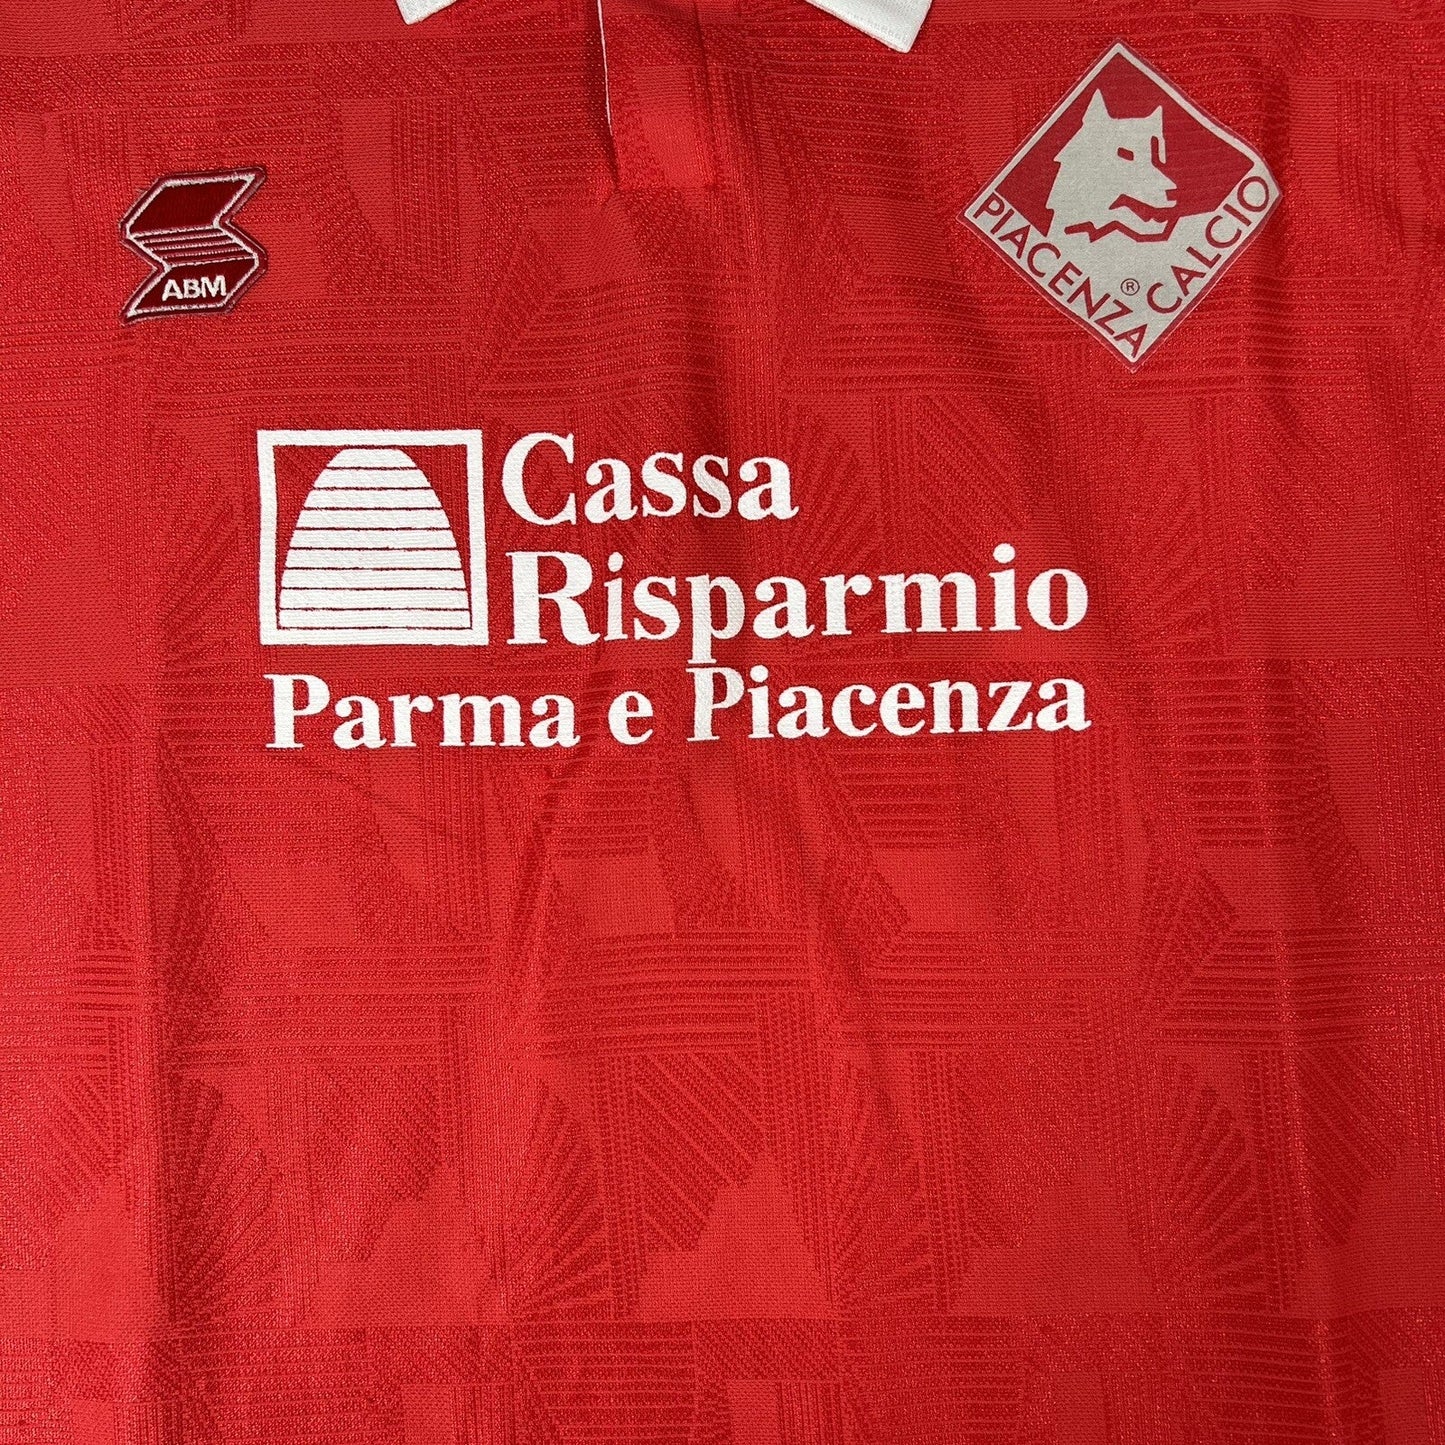 ABM
PIACENZA CALCIO
®
Cassa
Risparmio
Parma e Piacenza